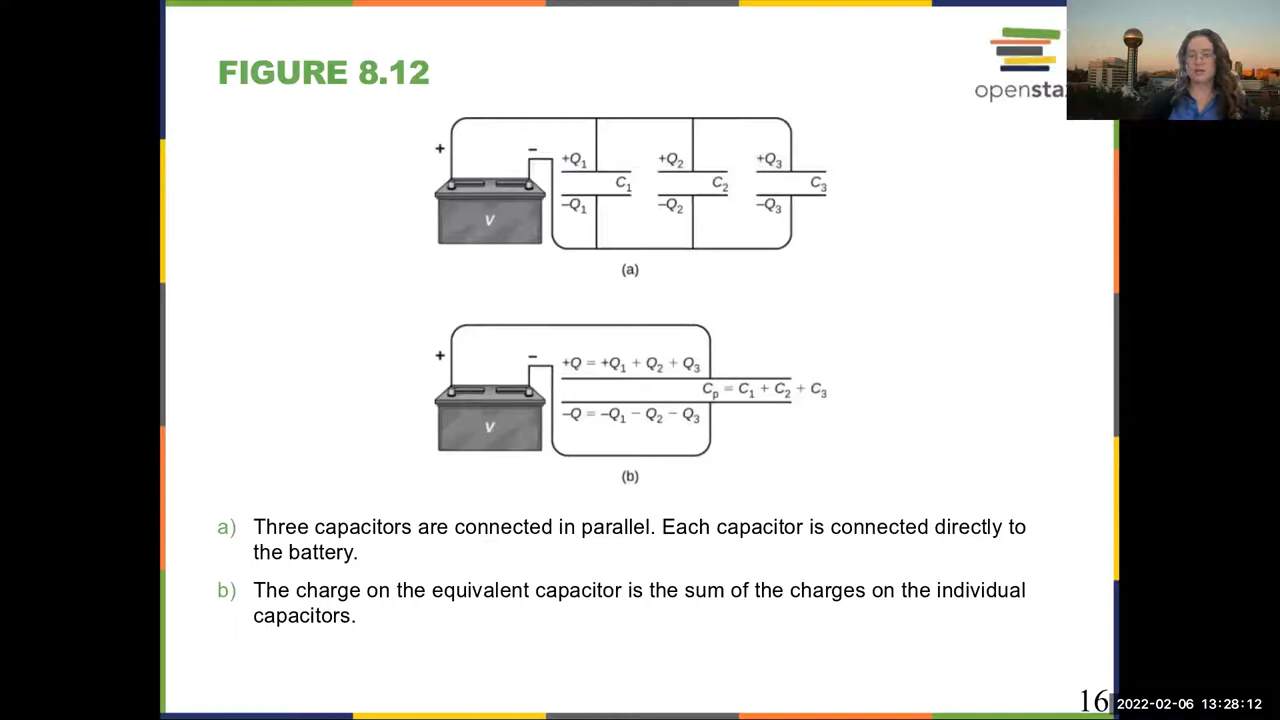 FIGURE 8.12
openstax
+
−
+Q1
+Q2
+Q3
C1
C2
C3
V
−Q1
−Q2
−Q3
(a)
+
−
+Q = +Q1 + Q2 + Q3
Cp = C1 + C2 + C3
V
−Q = −Q1 − Q2 − Q3
(b)
a) Three capacitors are connected in parallel. Each capacitor is connected directly to
the battery.
b) The charge on the equivalent capacitor is the sum of the charges on the individual
capacitors.
16
2022-02-06 13:28:12